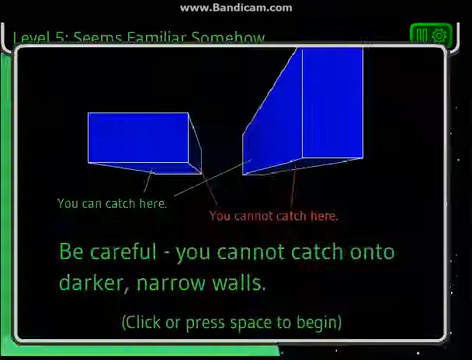 www.Bandicam.com
Level 5: Seems Familiar Somehow
You can catch here.
You cannot catch here.
Be careful - you cannot catch onto
darker, narrow walls.
(Click or press space to begin)